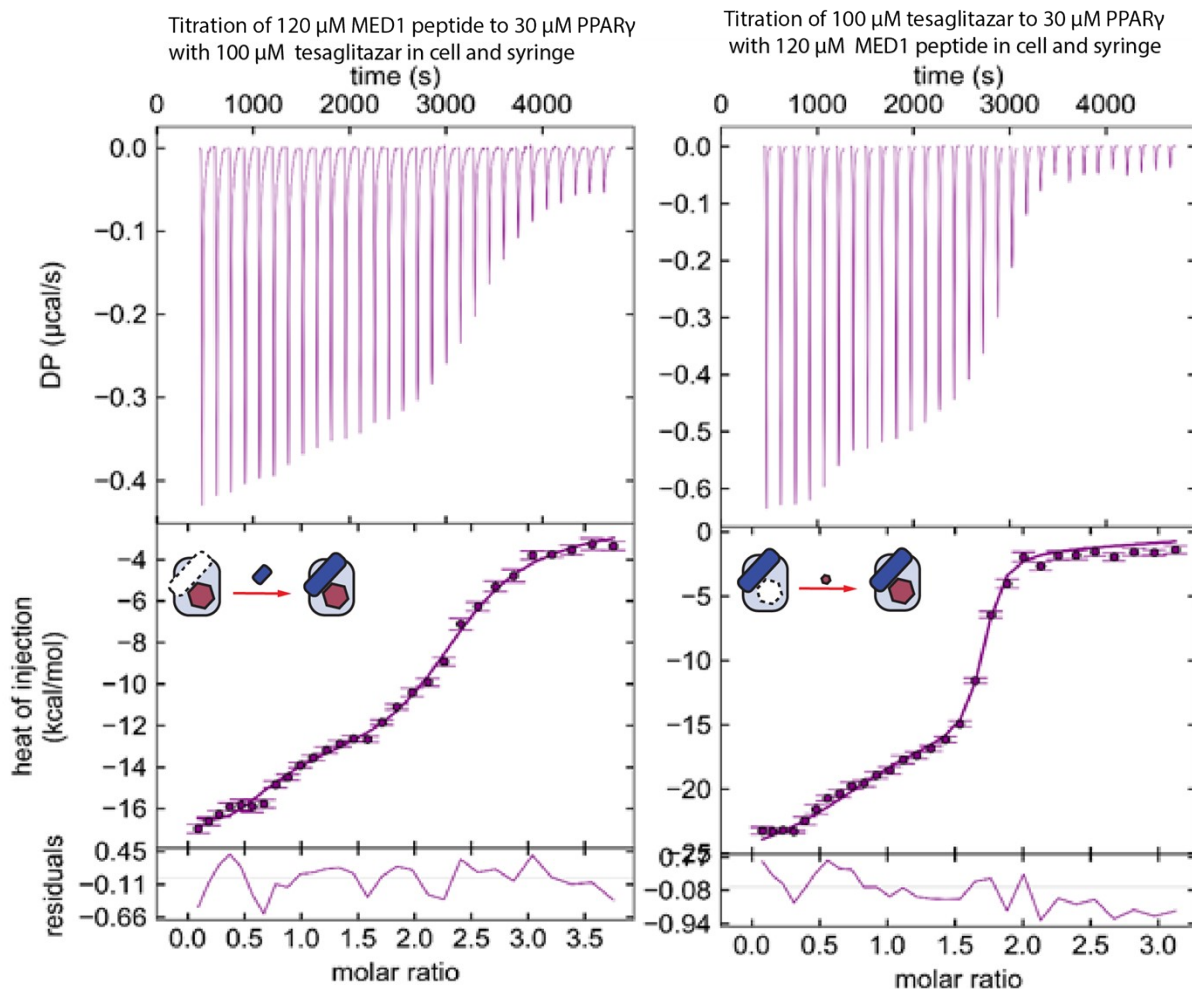 Titration of 120 µM MED1 peptide to 30 µM PPARγ
with 100 µM tesaglitazar in cell and syringe
time (s)
0 1000 2000 3000 4000
0.0
−0.1
−0.2
−0.3
−0.4
DP (µcal/s)
−4
−6
−8
−10
−12
−14
−16
heat of injection
(kcal/mol)
0.45
−0.11
−0.66
residuals
0.0 0.5 1.0 1.5 2.0 2.5 3.0 3.5
molar ratio
Titration of 100 µM tesaglitazar to 30 µM PPARγ
with 120 µM MED1 peptide in cell and syringe
time (s)
0 1000 2000 3000 4000
0.0
−0.1
−0.2
−0.3
−0.4
−0.5
−0.6
0
−5
−10
−15
−20
−25
−0.08
−0.94
0.0 0.5 1.0 1.5 2.0 2.5 3.0
molar ratio